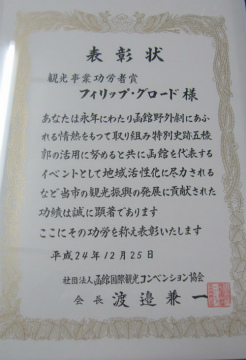 表彰状
観光事業功労者賞
フィリップ・グロード 様
あなたは永年にわたり函館野外劇にあふ
れる情熱をもって取り組み特別史跡五稜
郭の活用に努めると共に函館を代表する
イベントとして地域活性化に尽力される
など当市の観光振興の発展に貢献された
功績は誠に顕著であります
ここにその功労を称え表彰いたします
平成24年12月25日
社団法人函館国際観光コンベンション協会
会長 渡邉兼一